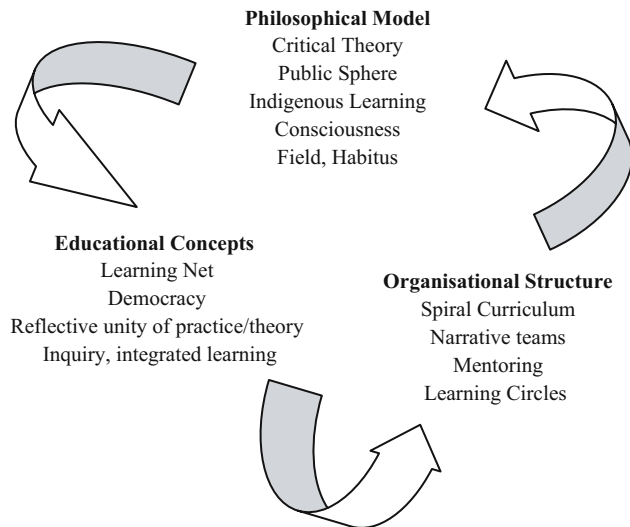 Philosophical Model
Critical Theory
Public Sphere
Indigenous Learning
Consciousness
Field, Habitus
Educational Concepts
Learning Net
Democracy
Reflective unity of practice/theory
Inquiry, integrated learning
Organisational Structure
Spiral Curriculum
Narrative teams
Mentoring
Learning Circles